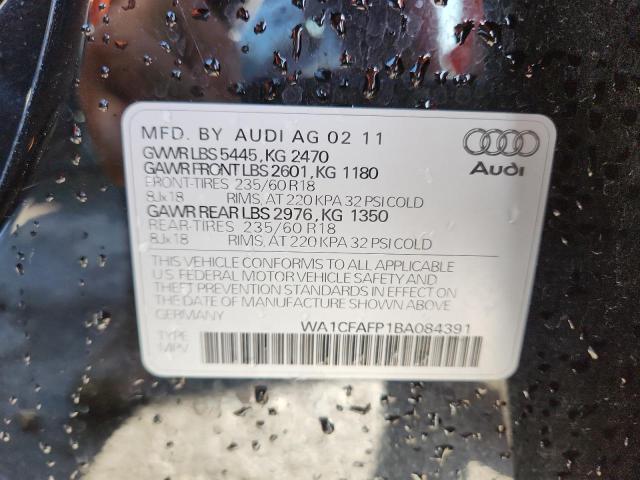 MFD. BY AUDI AG 02 11
GVWR LBS 5445, KG 2470
GAWR FRONT LBS 2601, KG 1180
FRONT-TIRES 235/60 R18
8Jx18 RIMS, AT 220 KPA 32 PSI COLD
GAWR REAR LBS 2976, KG 1350
REAR-TIRES 235/60 R18
8Jx18 RIMS, AT 220 KPA 32 PSI COLD
Audi
THIS VEHICLE CONFORMS TO ALL APPLICABLE
U.S. FEDERAL MOTOR VEHICLE SAFETY AND
THEFT PREVENTION STANDARDS IN EFFECT ON
THE DATE OF MANUFACTURE SHOWN ABOVE
GERMANY
WA1CFAFP1BA084391
TYPE
1MPV